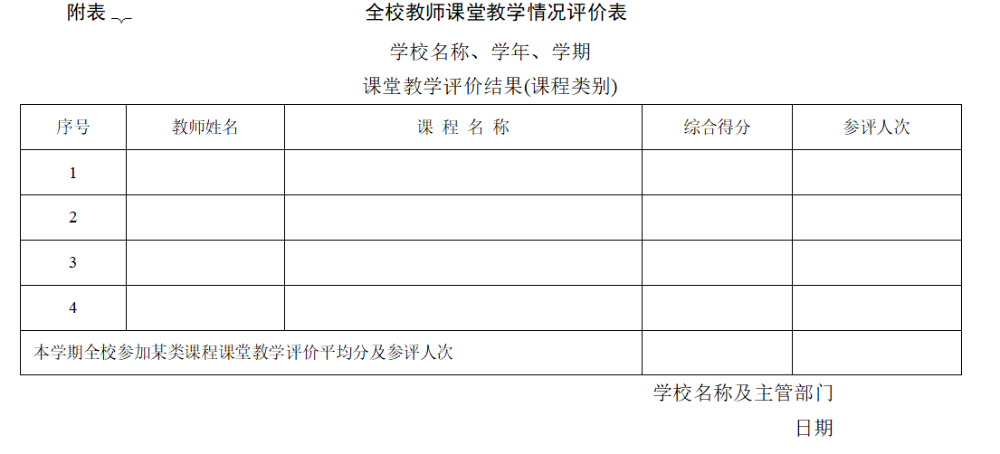 附表 全校教师课堂教学情况评价表
学校名称、学年、学期
课堂教学评价结果(课程类别)
序号 教师姓名 课 程 名 称 综合得分 参评人次
1
2
3
4
本学期全校参加某类课程课堂教学评价平均分及参评人次
学校名称及主管部门
日期